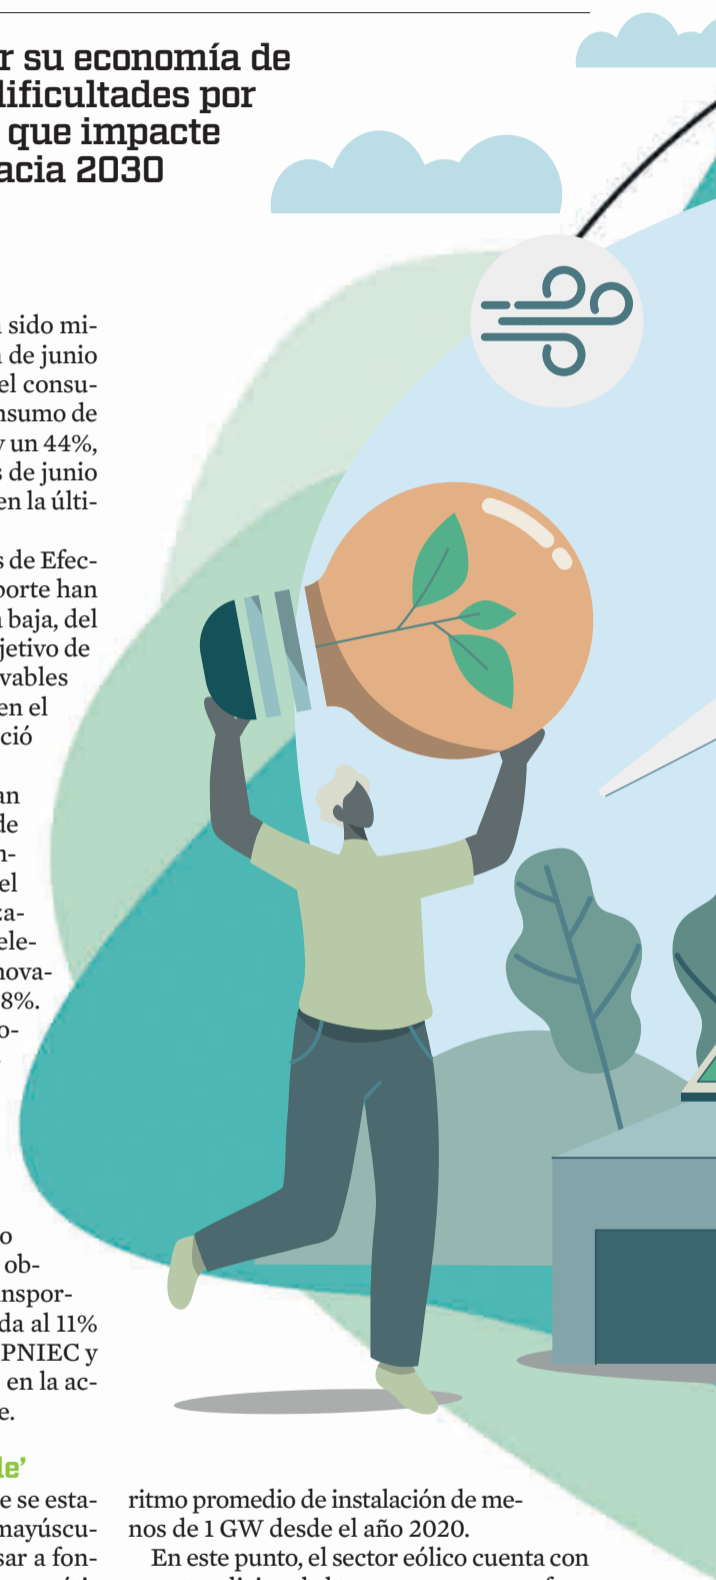 r su economía de
ificultades por
que impacte
acia 2030
sido mi-
de junio
el consu-
nsumo de
y un 44%,
s de junio
en la últi-
s de Efec-
porte han
baja, del
jetivo de
vables
en el
ció
an
de
n-
el
za-
ele-
nova-
8%.
o-
o
ob-
anspor-
da al 11%
PNIEC y
en la ac-
e.
le’
e se esta-
mayúscu-
sar a fon-
ritmo promedio de instalación de me-
nos de 1 GW desde el año 2020.
En este punto, el sector eólico cuenta con